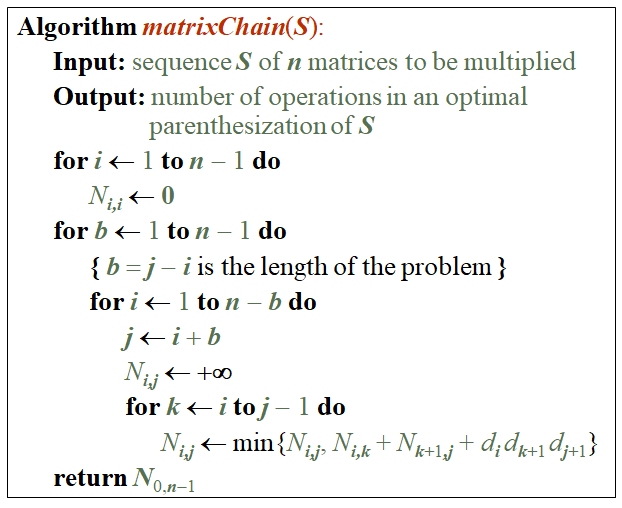 Algorithm matrixChain(S):
Input: sequence S of n matrices to be multiplied
Output: number of operations in an optimal
parenthesization of S
for i ← 1 to n – 1 do
N_{i,i} ← 0
for b ← 1 to n – 1 do
{ b = j – i is the length of the problem }
for i ← 1 to n – b do
j ← i + b
N_{i,j} ← +∞
for k ← i to j – 1 do
N_{i,j} ← min{N_{i,j}, N_{i,k} + N_{k+1,j} + d_i d_{k+1} d_{j+1}}
return N_{0,n–1}